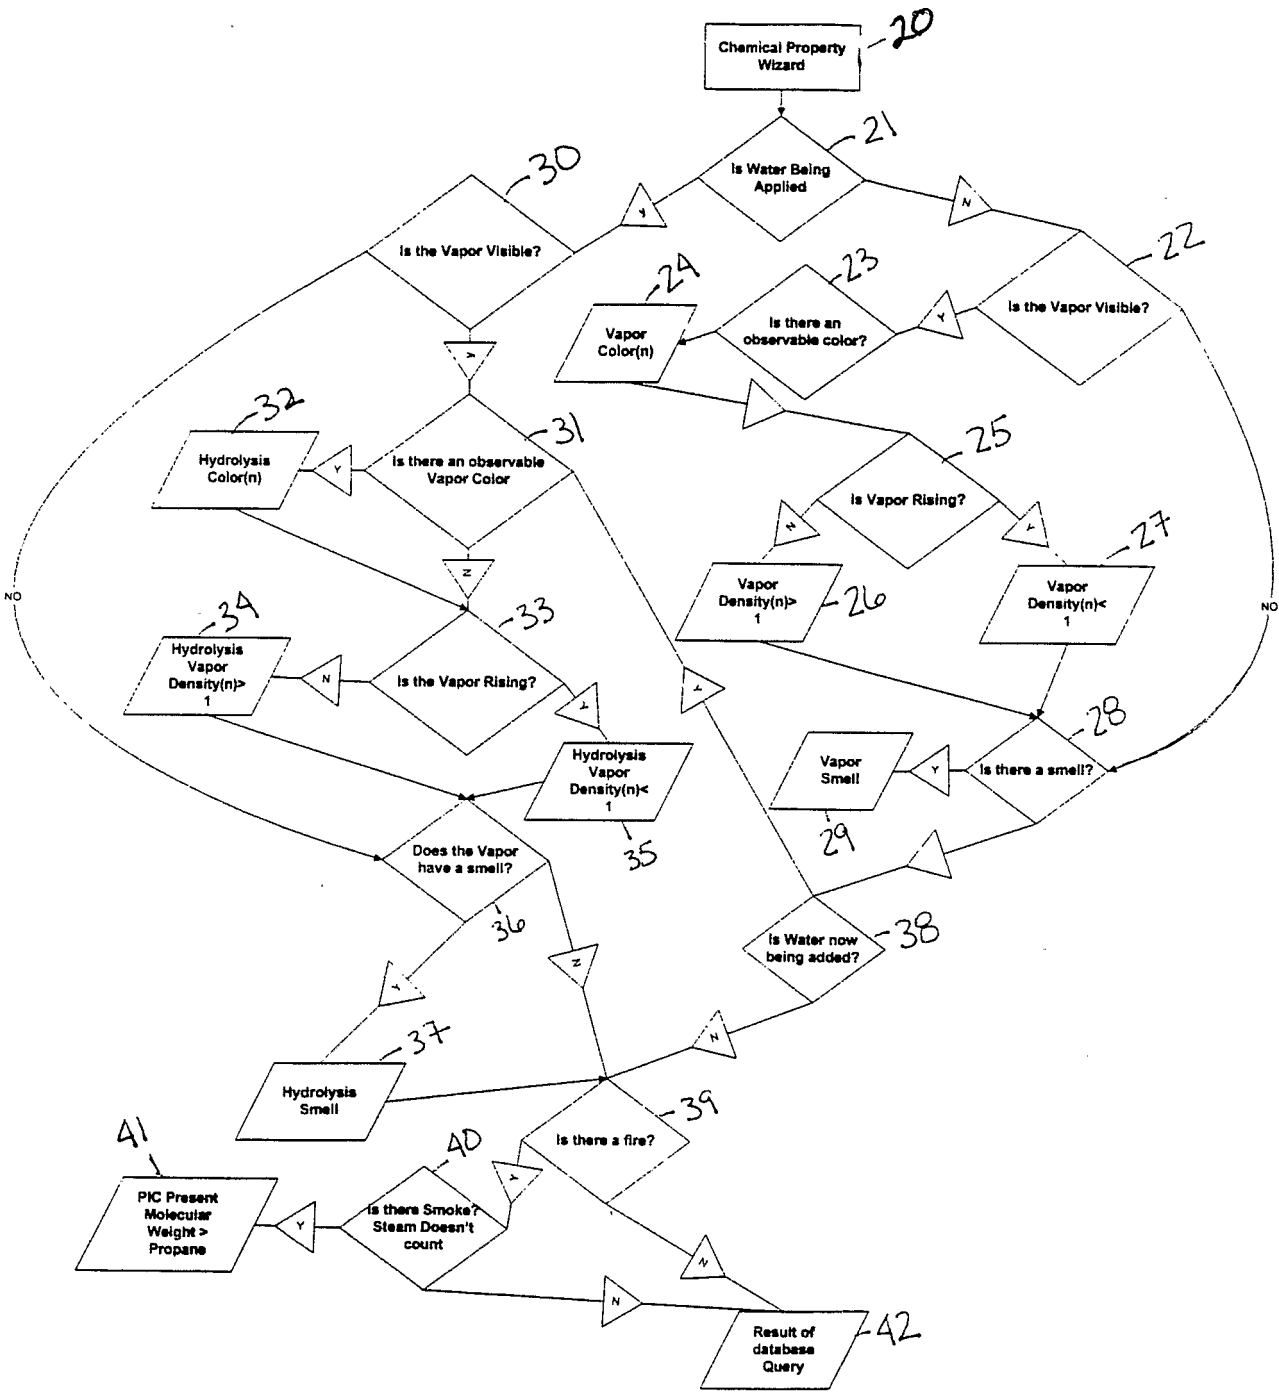 Chemical Property
Wizard
20
Is Water Being
Applied
21
Y
N
Is the Vapor Visible?
30
Is the Vapor Visible?
22
Y
Is there an
observable color?
23
Vapor
Color(n)
24
Y
Is there an observable
Vapor Color
31
Y
Hydrolysis
Color(n)
32
Is Vapor Rising?
25
N
Y
Vapor
Density(n)>
1
26
Vapor
Density(n)<
1
27
NO
NO
N
Is the Vapor Rising?
33
N
Hydrolysis
Vapor
Density(n)>
1
34
Y
Hydrolysis
Vapor
Density(n)<
1
35
Y
Is there a smell?
28
Y
Vapor
Smell
29
Does the Vapor
have a smell?
36
Is Water now
being added?
38
N
Y
N
Hydrolysis
Smell
37
Is there a fire?
39
Y
Is there Smoke?
Steam Doesn't
count
40
Y
PIC Present
Molecular
Weight >
Propane
41
N
N
Result of
database
Query
42